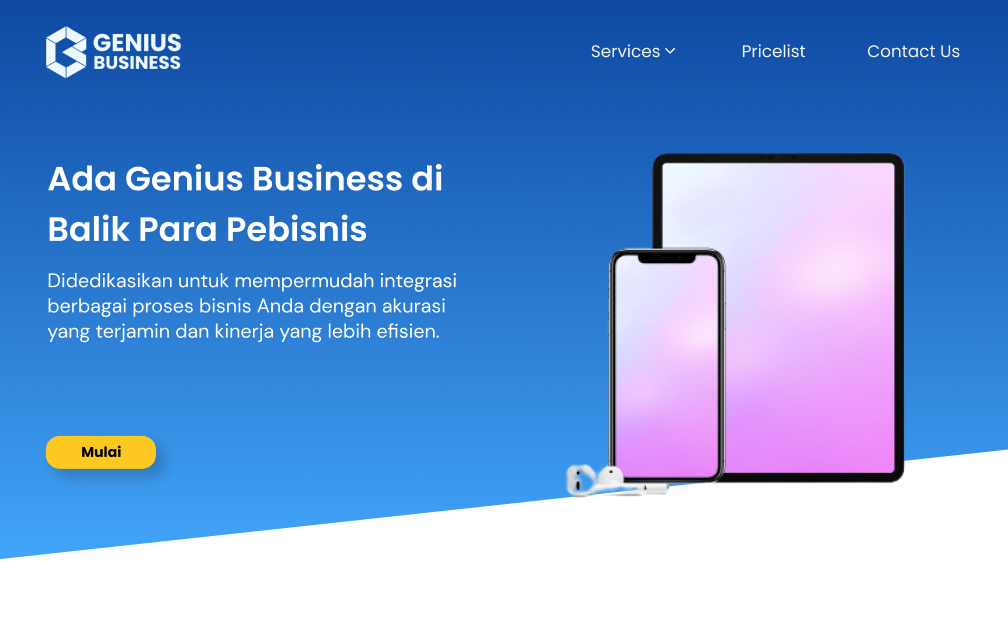 GENIUS
BUSINESS
Services
Pricelist
Contact Us
Ada Genius Business di
Balik Para Pebisnis
Didedikasikan untuk mempermudah integrasi
berbagai proses bisnis Anda dengan akurasi
yang terjamin dan kinerja yang lebih efisien.
Mulai